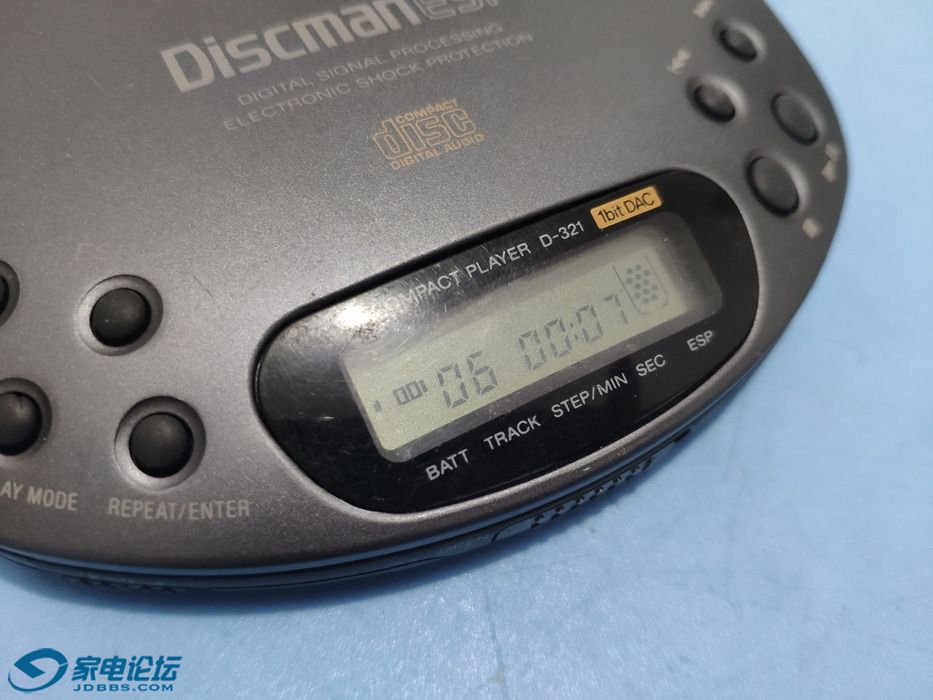 Discman ESP
DIGITAL SIGNAL PROCESSING
ELECTRONIC SHOCK PROTECTION
COMPACT
disc
DIGITAL AUDIO
COMPACT PLAYER D-321 1bit DAC
06 00:07
BATT TRACK STEP/MIN SEC ESP
AY MODE REPEAT/ENTER
OPEN
家电论坛
JDBBS.COM